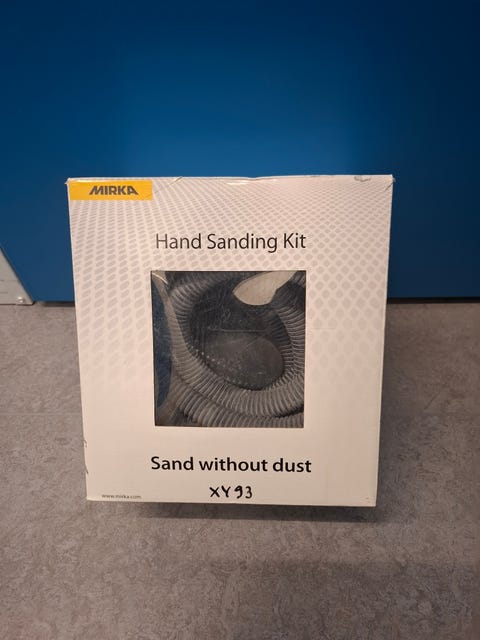 MIRKA
Hand Sanding Kit
Sand without dust
XY93
www.mirka.com